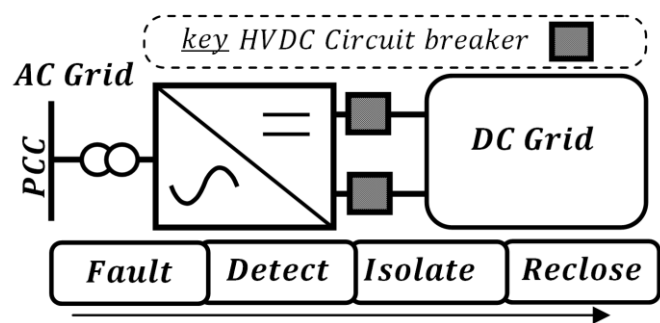 key HVDC Circuit breaker
AC Grid
PCC
DC Grid
Fault
Detect
Isolate
Reclose